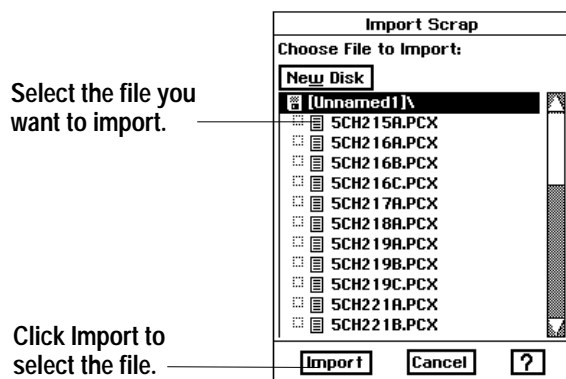 Import Scrap
Choose File to Import:
New Disk
[Unnamed1]\
5CH215A.PCX
5CH216A.PCX
5CH216B.PCX
5CH216C.PCX
5CH217A.PCX
5CH218A.PCX
5CH219A.PCX
5CH219B.PCX
5CH219C.PCX
5CH221A.PCX
5CH221B.PCX
Import Cancel ?
Select the file you
want to import.
Click Import to
select the file.